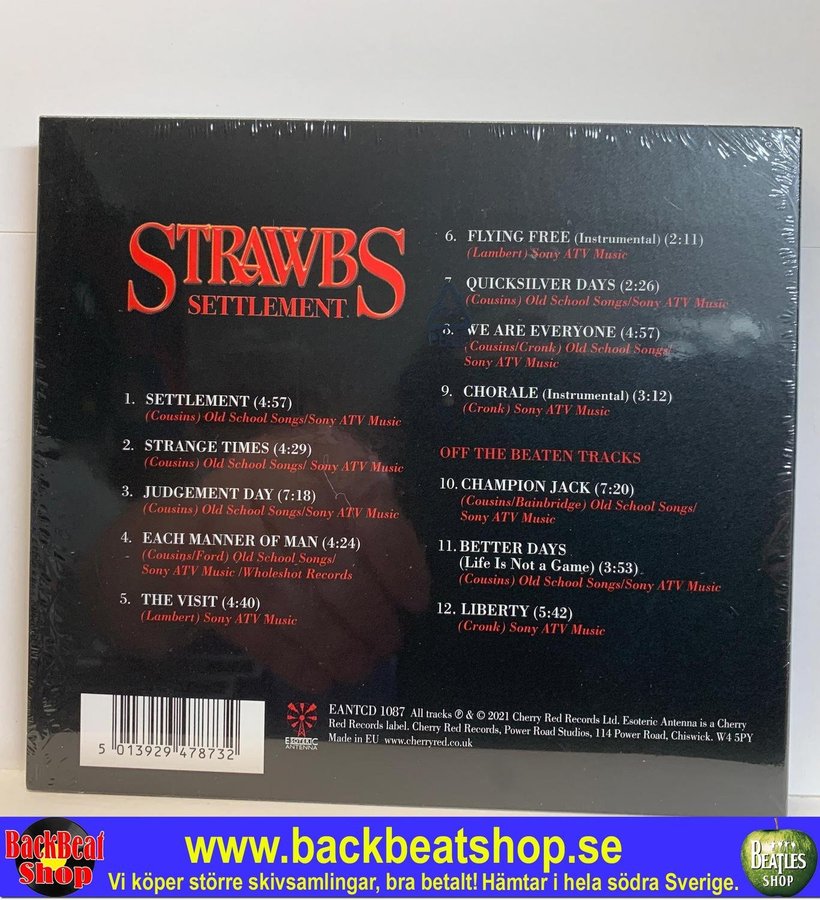 STRAWBS
SETTLEMENT
1. SETTLEMENT (4:57)
(Cousins) Old School Songs/Sony ATV Music
2. STRANGE TIMES (4:29)
(Cousins) Old School Songs/ Sony ATV Music
3. JUDGEMENT DAY (7:18)
(Cousins) Old School Songs/Sony ATV Music
4. EACH MANNER OF MAN (4:24)
(Cousins/Ford) Old School Songs/
Sony ATV Music /Wholeshot Records
5. THE VISIT (4:40)
(Lambert) Sony ATV Music
6. FLYING FREE (Instrumental) (2:11)
(Lambert) Sony ATV Music
7. QUICKSILVER DAYS (2:26)
(Cousins) Old School Songs/Sony ATV Music
8. WE ARE EVERYONE (4:57)
(Cousins/Cronk) Old School Songs/
Sony ATV Music
9. CHORALE (Instrumental) (3:12)
(Cronk) Sony ATV Music
OFF THE BEATEN TRACKS
10. CHAMPION JACK (7:20)
(Cousins/Bainbridge) Old School Songs/
Sony ATV Music
11. BETTER DAYS
(Life Is Not a Game) (3:53)
(Cousins) Old School Songs/Sony ATV Music
12. LIBERTY (5:42)
(Cronk) Sony ATV Music
5 013929 478732
ESOTERIC
ANTENNA
EANTCD 1087 All tracks ℗ & © 2021 Cherry Red Records Ltd. Esoteric Antenna is a Cherry
Red Records label. Cherry Red Records, Power Road Studios, 114 Power Road, Chiswick. W4 5PY
Made in EU www.cherryred.co.uk
BackBeat
Shop
www.backbeatshop.se
Vi köper större skivsamlingar, bra betalt! Hämtar i hela södra Sverige.
BEATLES
SHOP